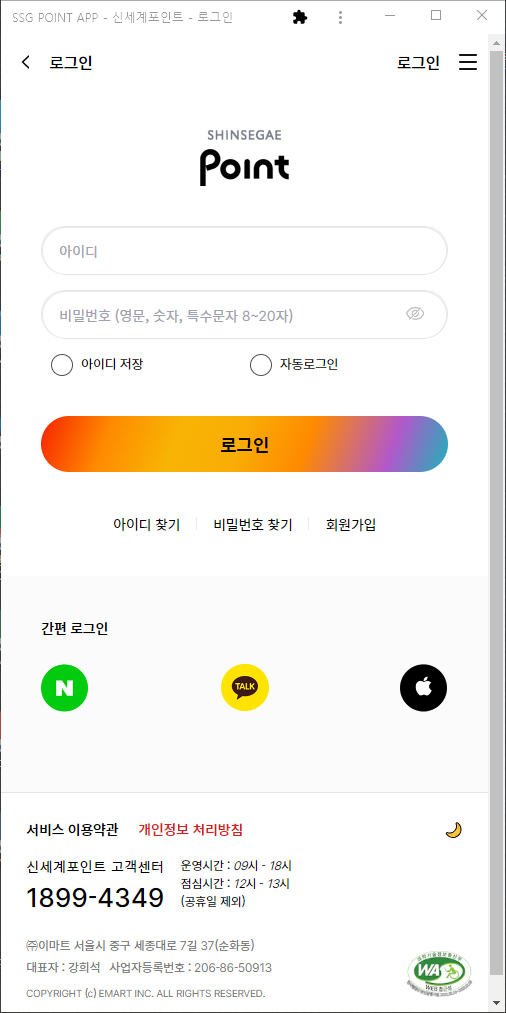 SSG POINT APP - 신세계포인트 - 로그인
로그인
로그인
SHINSEGAE
Point
아이디
비밀번호 (영문, 숫자, 특수문자 8~20자)
아이디 저장
자동로그인
로그인
아이디 찾기
비밀번호 찾기
회원가입
간편 로그인
N
TALK
서비스 이용약관
개인정보 처리방침
신세계포인트 고객센터
1899-4349
운영시간 : 09시 - 18시
점심시간 : 12시 - 13시
(공휴일 제외)
㈜이마트 서울시 중구 세종대로 7길 37(순화동)
대표자 : 강희석 사업자등록번호 : 206-86-50913
COPYRIGHT (c) EMART INC. ALL RIGHTS RESERVED.
WA
WEB 접근성